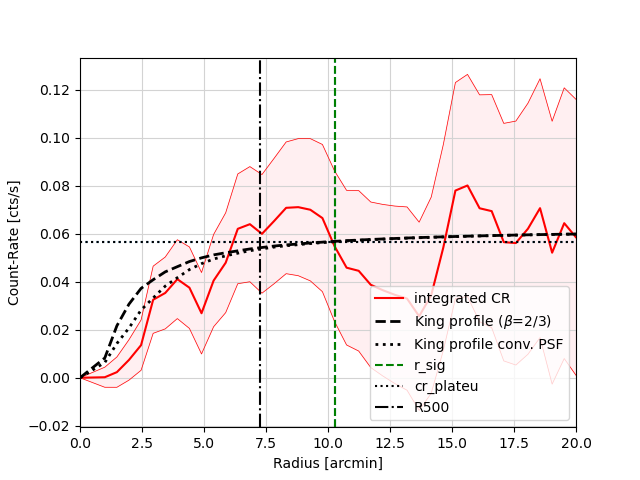 Count-Rate [cts/s]
0.12
0.10
0.08
0.06
0.04
0.02
0.00
−0.02
integrated CR
King profile (β=2/3)
King profile conv. PSF
r_sig
cr_plateu
R500
0.0 2.5 5.0 7.5 10.0 12.5 15.0 17.5 20.0
Radius [arcmin]